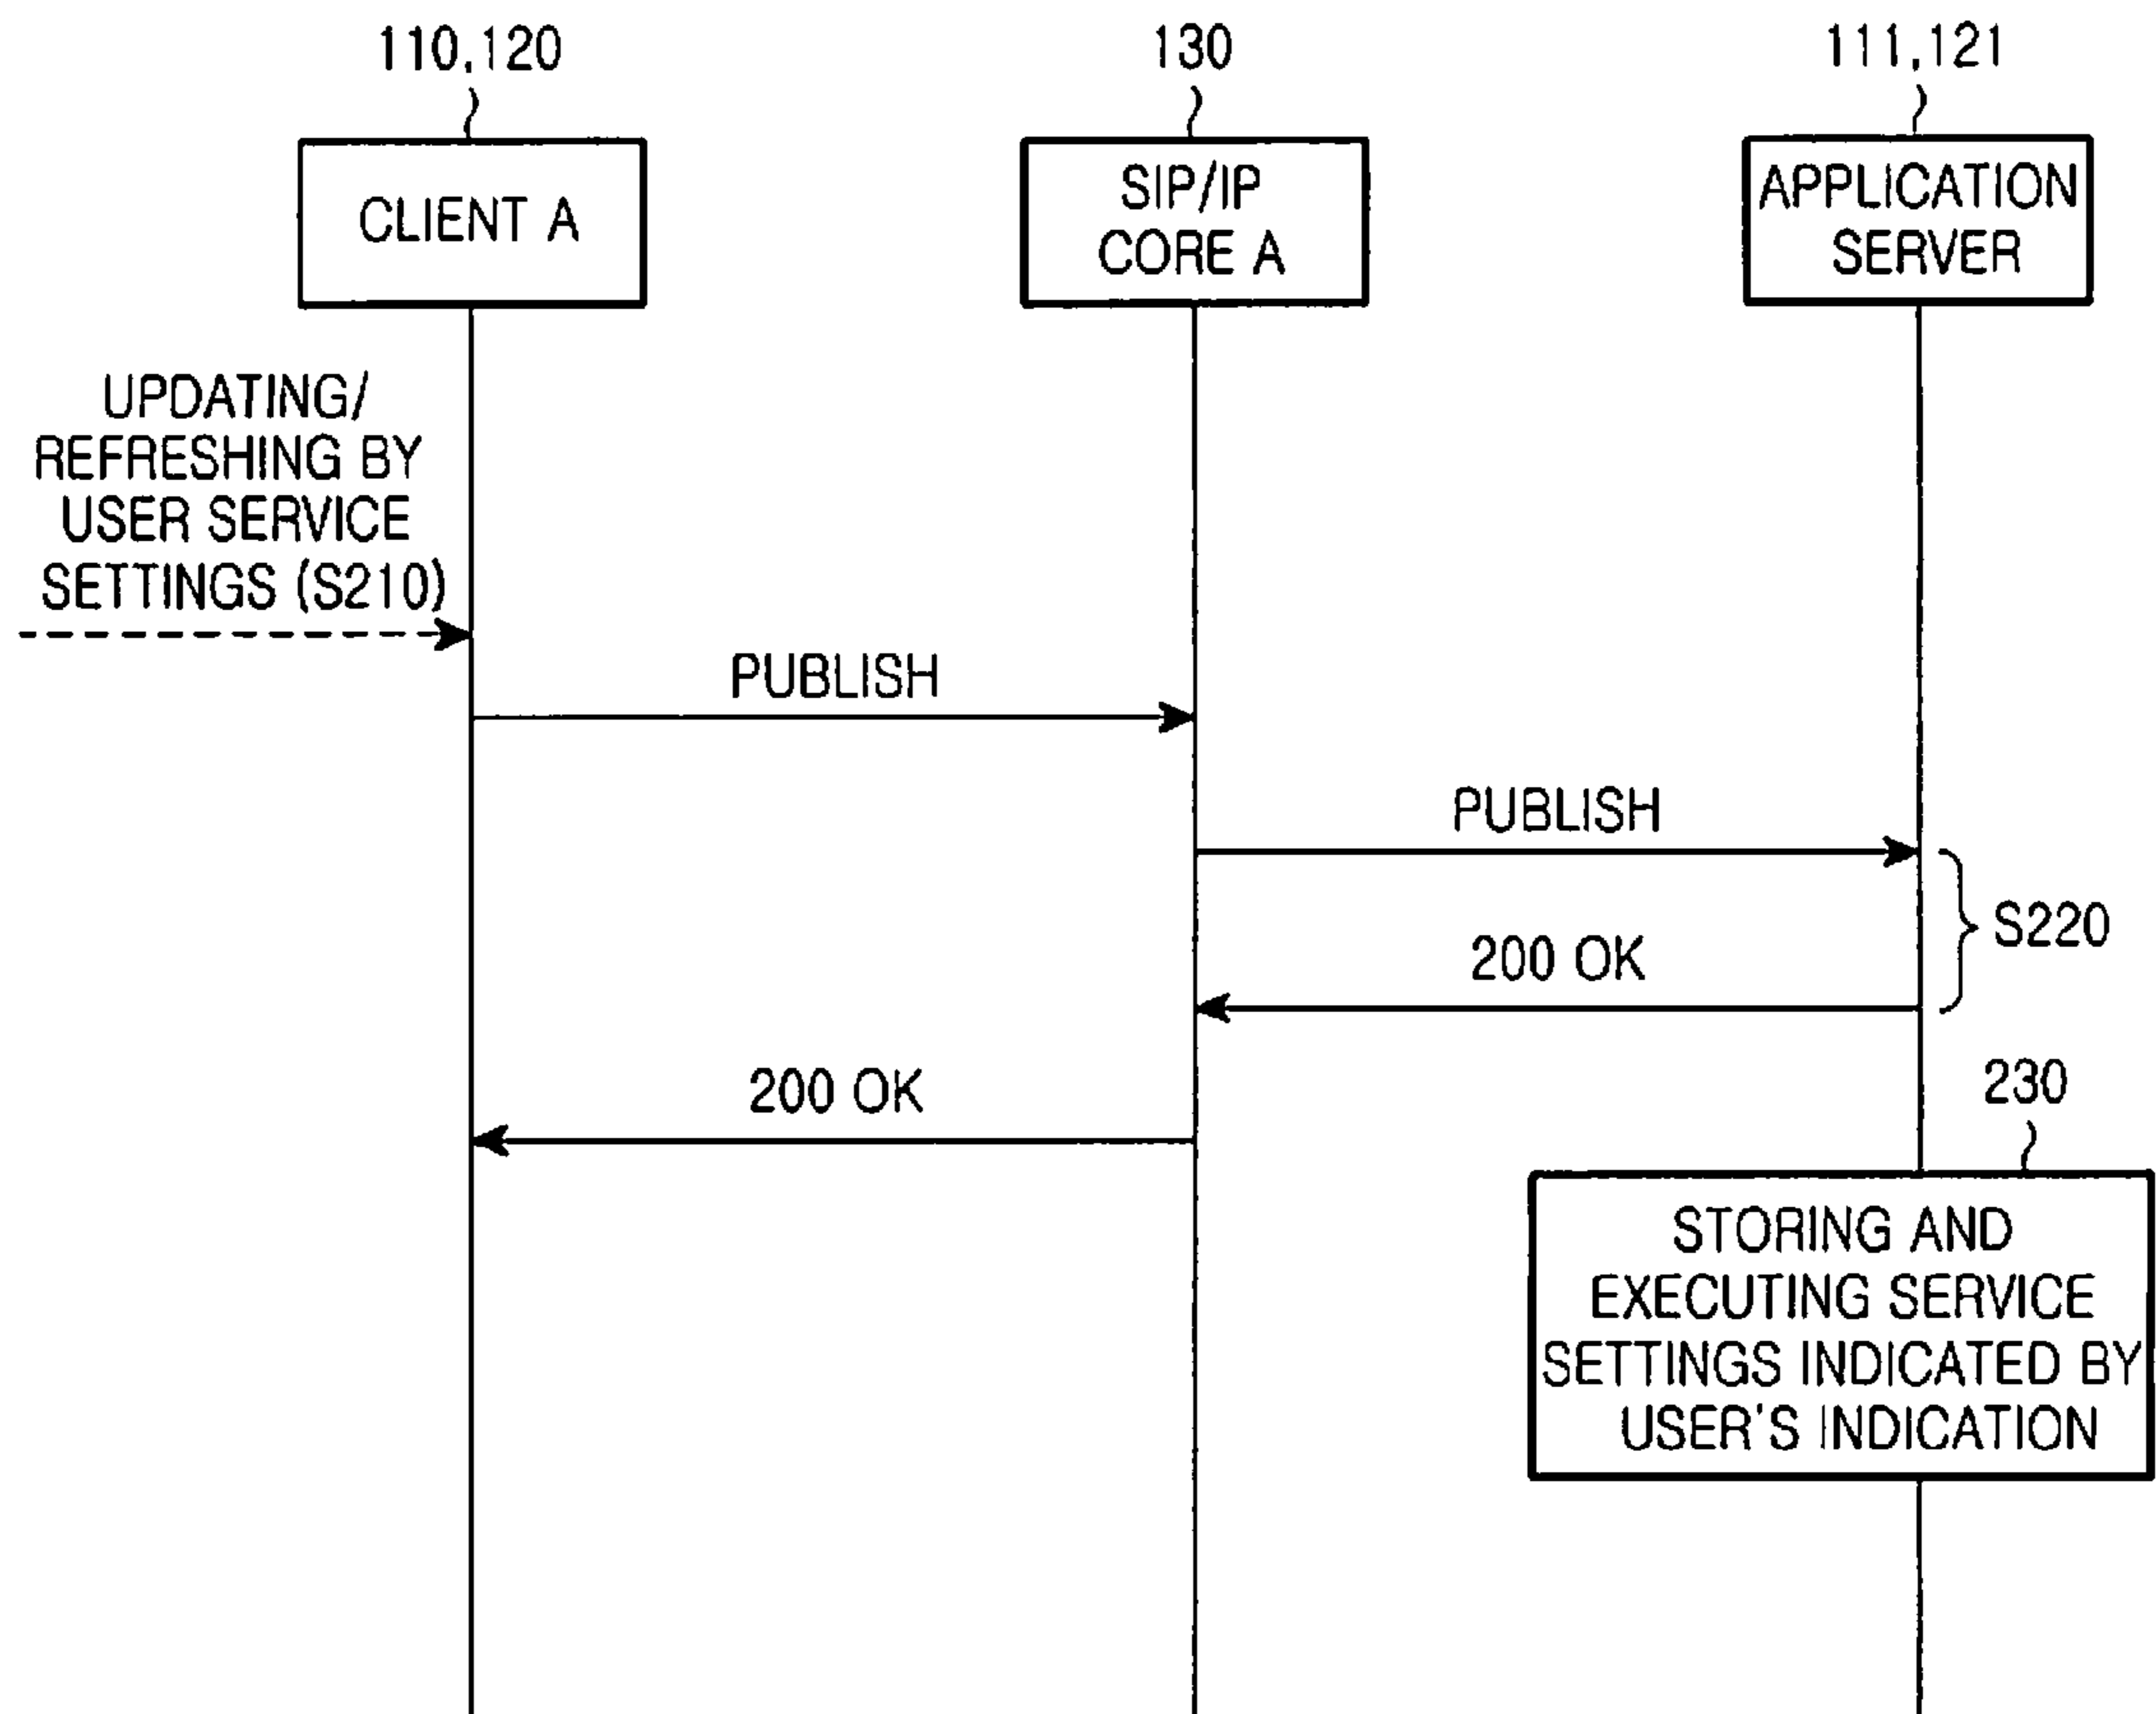 110,120
130
111,121
CLIENT A
SIP/IP
CORE A
APPLICATION
SERVER
UPDATING/
REFRESHING BY
USER SERVICE
SETTINGS (S210)
PUBLISH
PUBLISH
S220
200 OK
200 OK
230
STORING AND
EXECUTING SERVICE
SETTINGS INDICATED BY
USER'S INDICATION